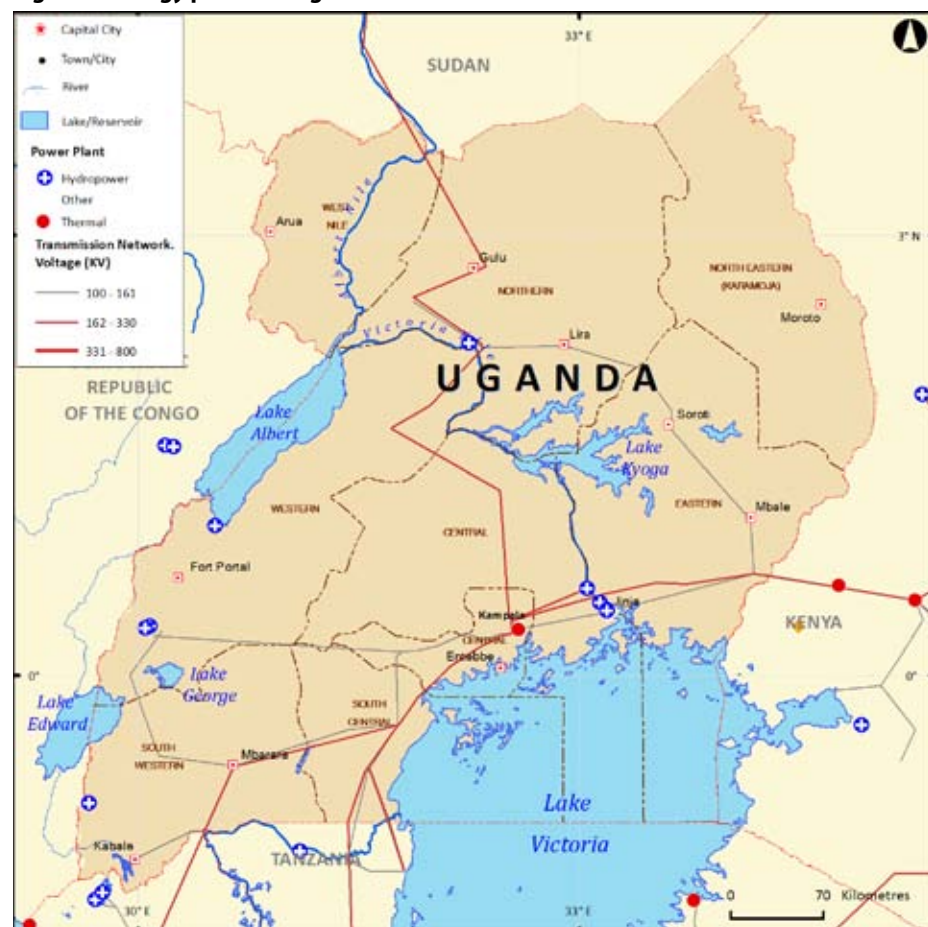 Capital City
Town/City
River
Lake/Reservoir
Power Plant
Hydropower
Other
Thermal
Transmission Network.
Voltage (KV)
100 - 161
162 - 330
331 - 800
33° E
SUDAN
WEST
NILE
Albert Nile
Arua
3° N
Gulu
NORTHERN
NORTH EASTERN
(KARAMOJA)
Moroto
Victoria
Lira
UGANDA
REPUBLIC
OF THE CONGO
Lake
Albert
Soroti
Lake
Kyoga
WESTERN
CENTRAL
EASTERN
Mbale
Fort Portal
Kampala
Jinja
KENYA
CENTRAL
0°
0°
Lake
George
Lake
Edward
SOUTH
CENTRAL
SOUTH
WESTERN
Mbarara
Lake
Victoria
Kabale
TANZANIA
30° E
33° E
0
70 Kilometres